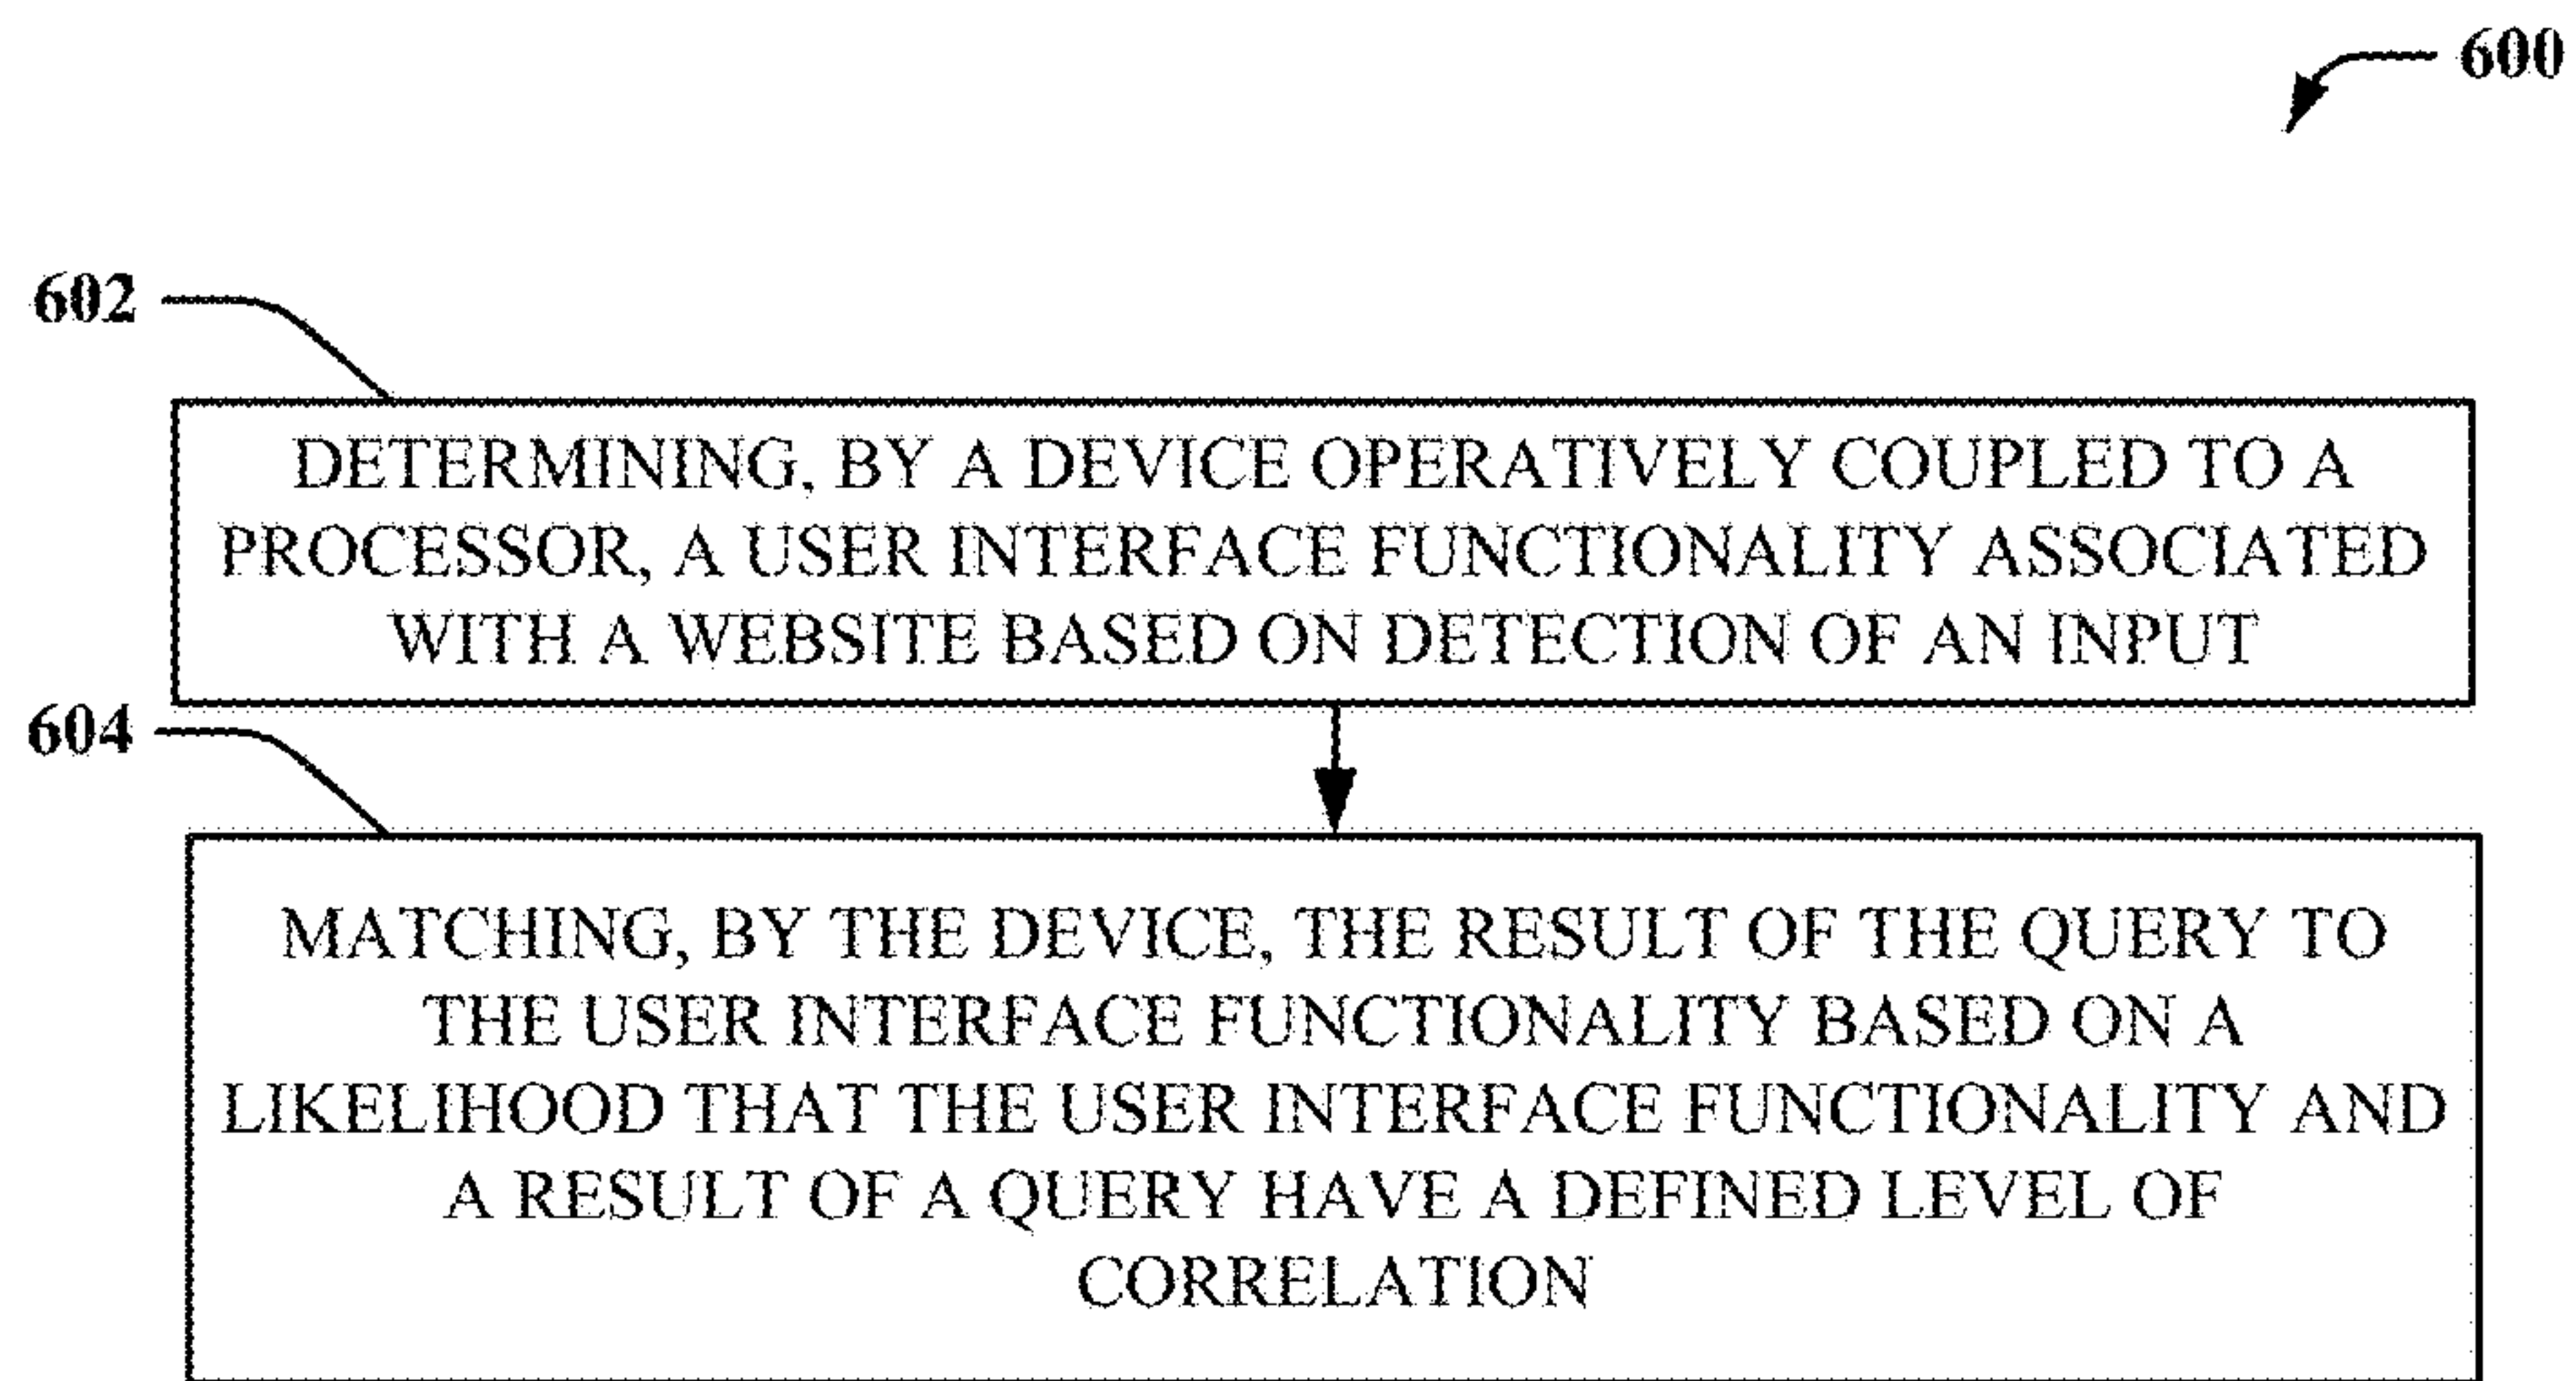 600
602
DETERMINING, BY A DEVICE OPERATIVELY COUPLED TO A
PROCESSOR, A USER INTERFACE FUNCTIONALITY ASSOCIATED
WITH A WEBSITE BASED ON DETECTION OF AN INPUT
604
MATCHING, BY THE DEVICE, THE RESULT OF THE QUERY TO
THE USER INTERFACE FUNCTIONALITY BASED ON A
LIKELIHOOD THAT THE USER INTERFACE FUNCTIONALITY AND
A RESULT OF A QUERY HAVE A DEFINED LEVEL OF
CORRELATION